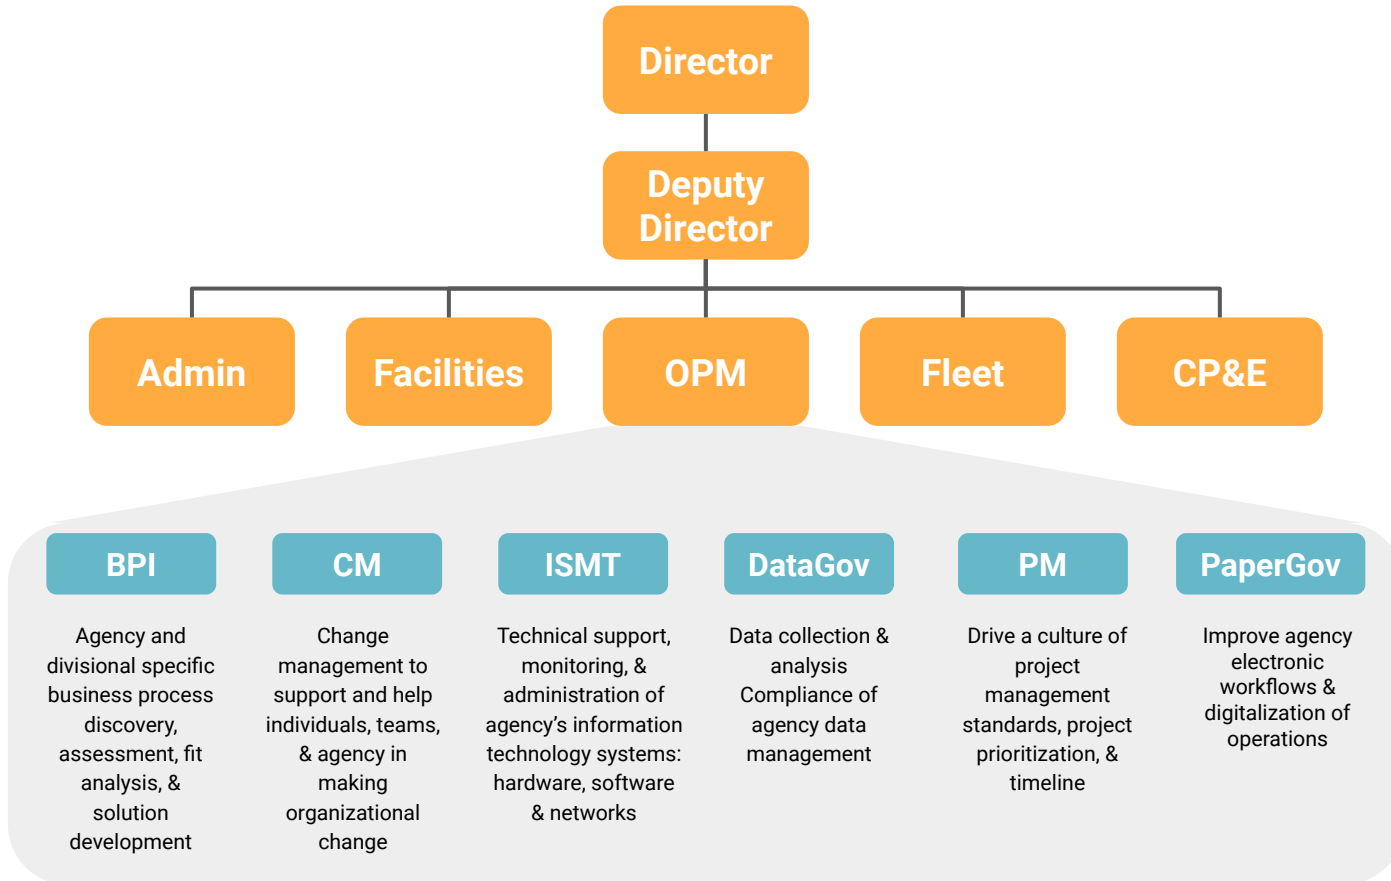 Director
Deputy
Director
Admin
Facilities
OPM
Fleet
CP&E
BPI
Agency and
divisional specific
business process
discovery,
assessment, fit
analysis, &
solution
development
CM
Change
management to
support and help
individuals, teams,
& agency in
making
organizational
change
ISMT
Technical support,
monitoring, &
administration of
agency’s information
technology systems:
hardware, software
& networks
DataGov
Data collection &
analysis
Compliance of
agency data
management
PM
Drive a culture of
project
management
standards, project
prioritization, &
timeline
PaperGov
Improve agency
electronic
workflows &
digitalization of
operations